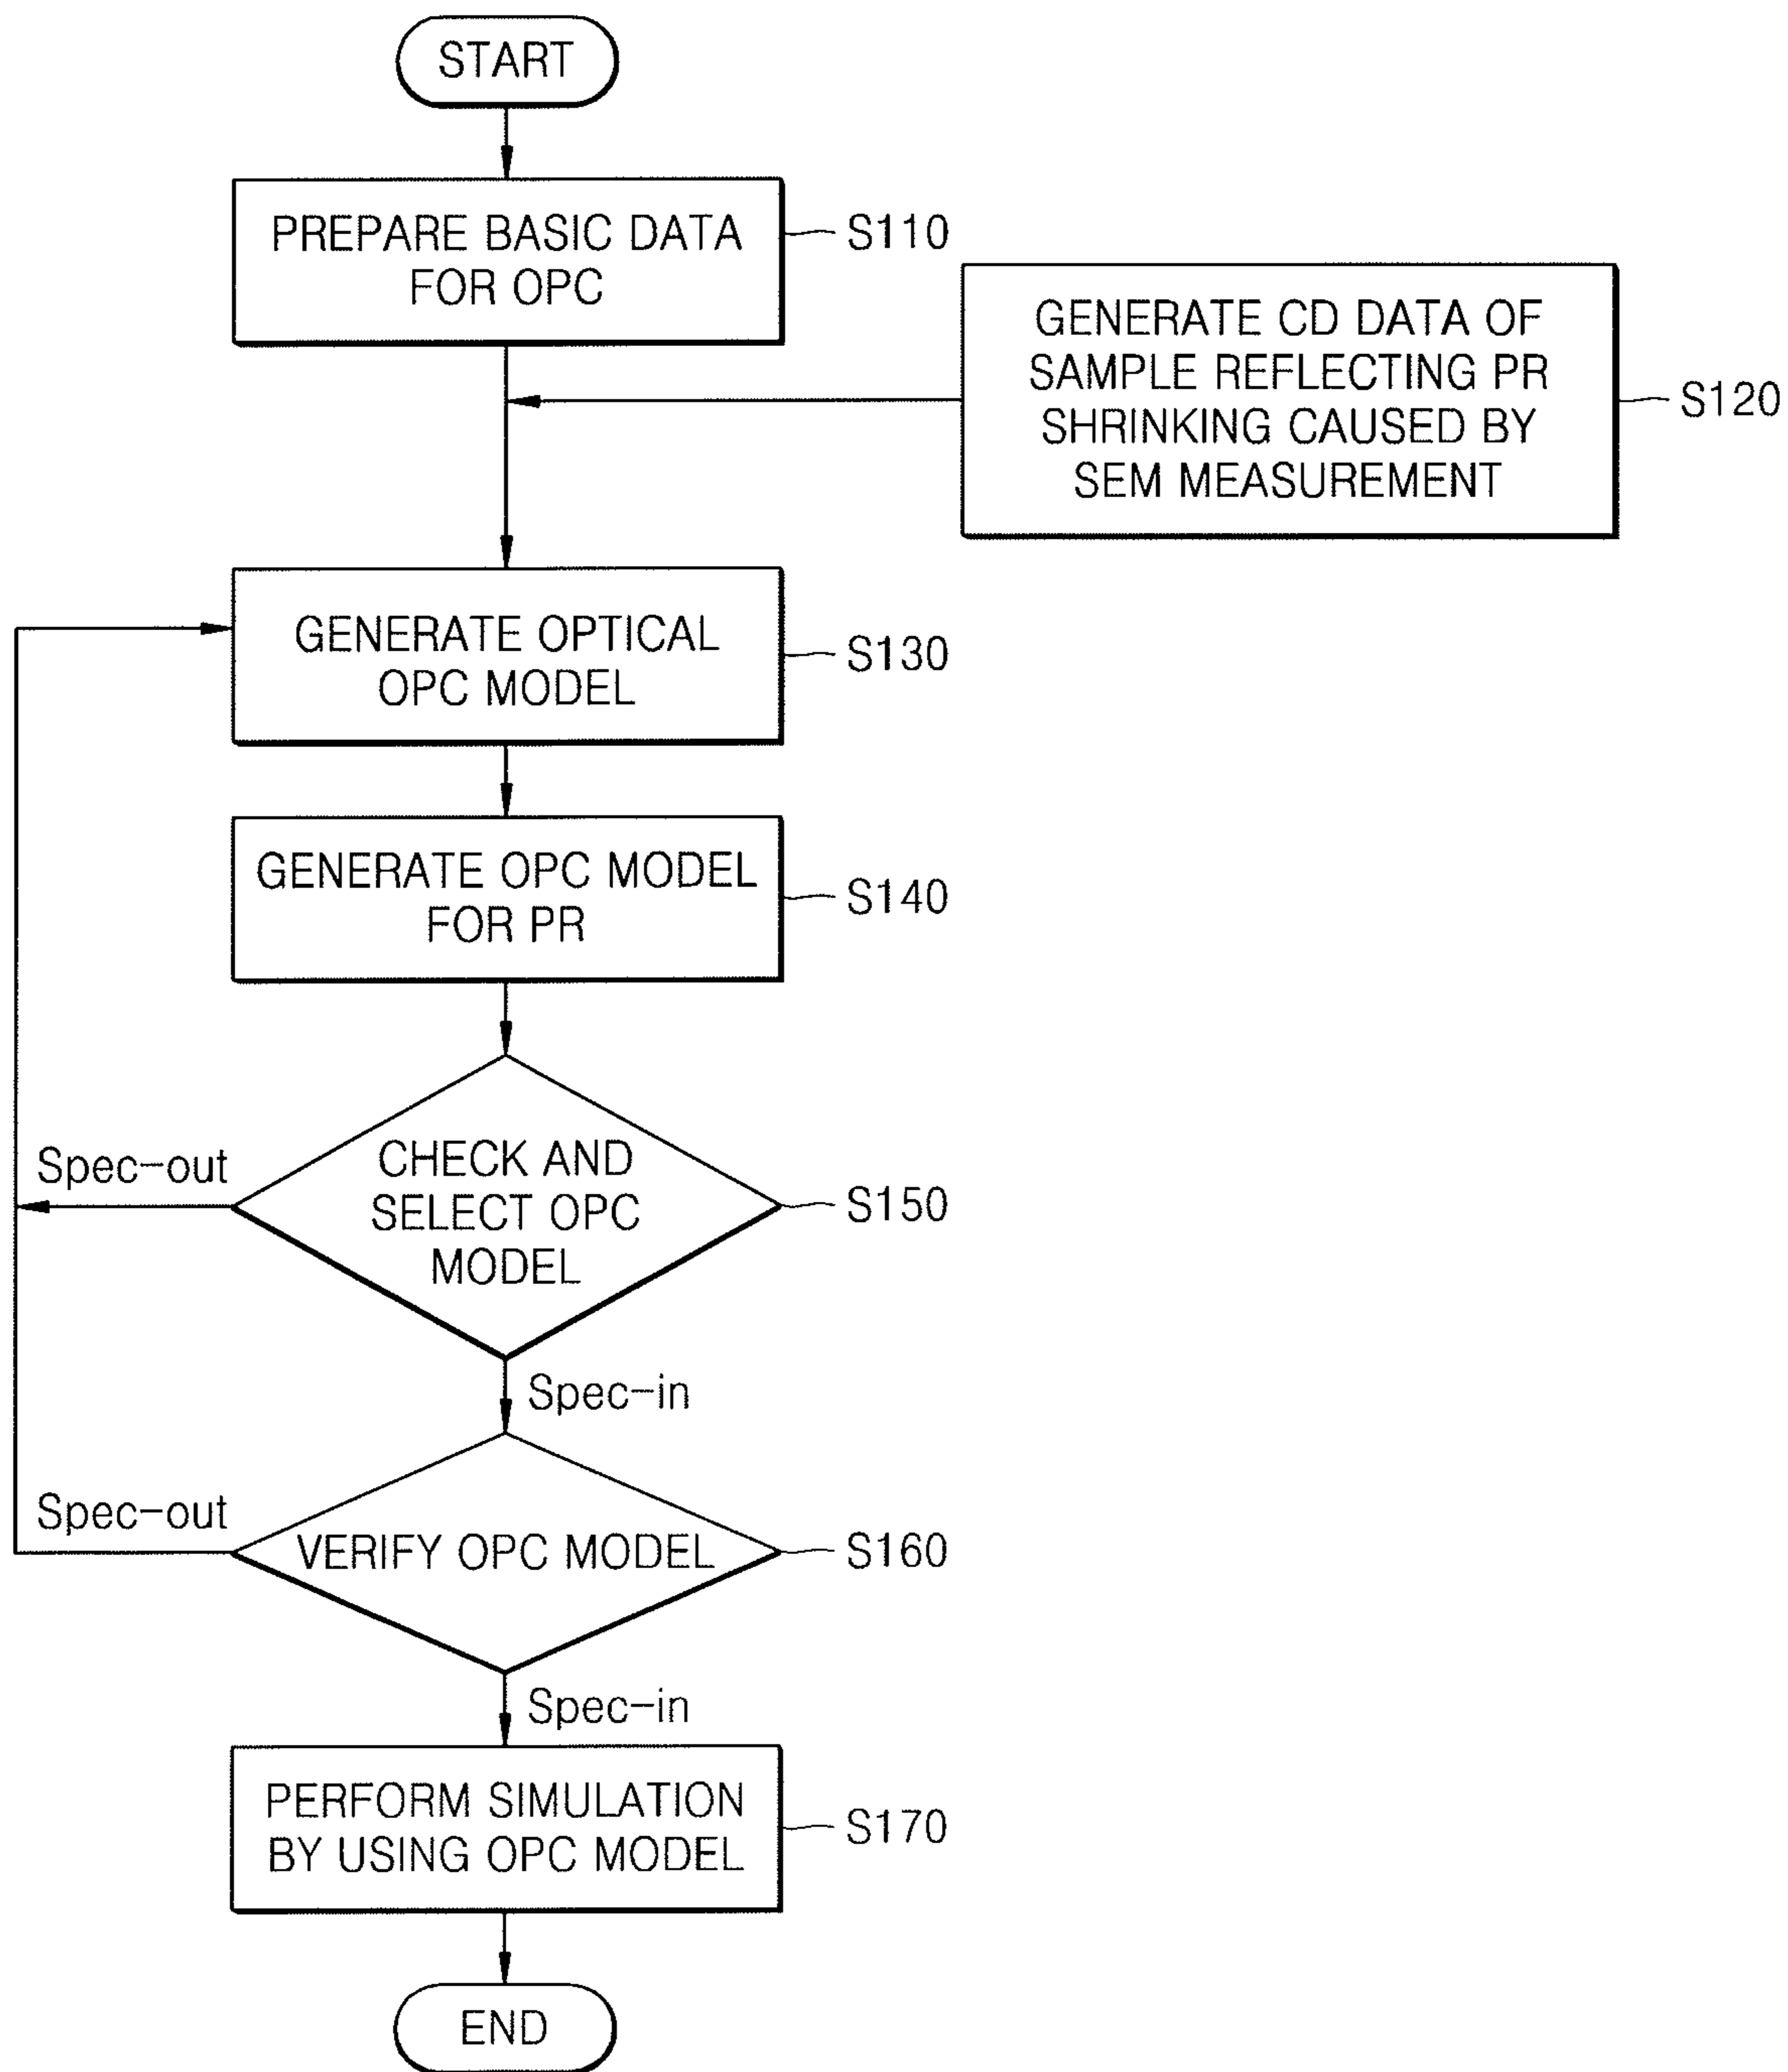 START
PREPARE BASIC DATA
FOR OPC
S110
GENERATE CD DATA OF
SAMPLE REFLECTING PR
SHRINKING CAUSED BY
SEM MEASUREMENT
S120
GENERATE OPTICAL
OPC MODEL
S130
GENERATE OPC MODEL
FOR PR
S140
Spec-out
CHECK AND
SELECT OPC
MODEL
S150
Spec-in
Spec-out
VERIFY OPC MODEL
S160
Spec-in
PERFORM SIMULATION
BY USING OPC MODEL
S170
END